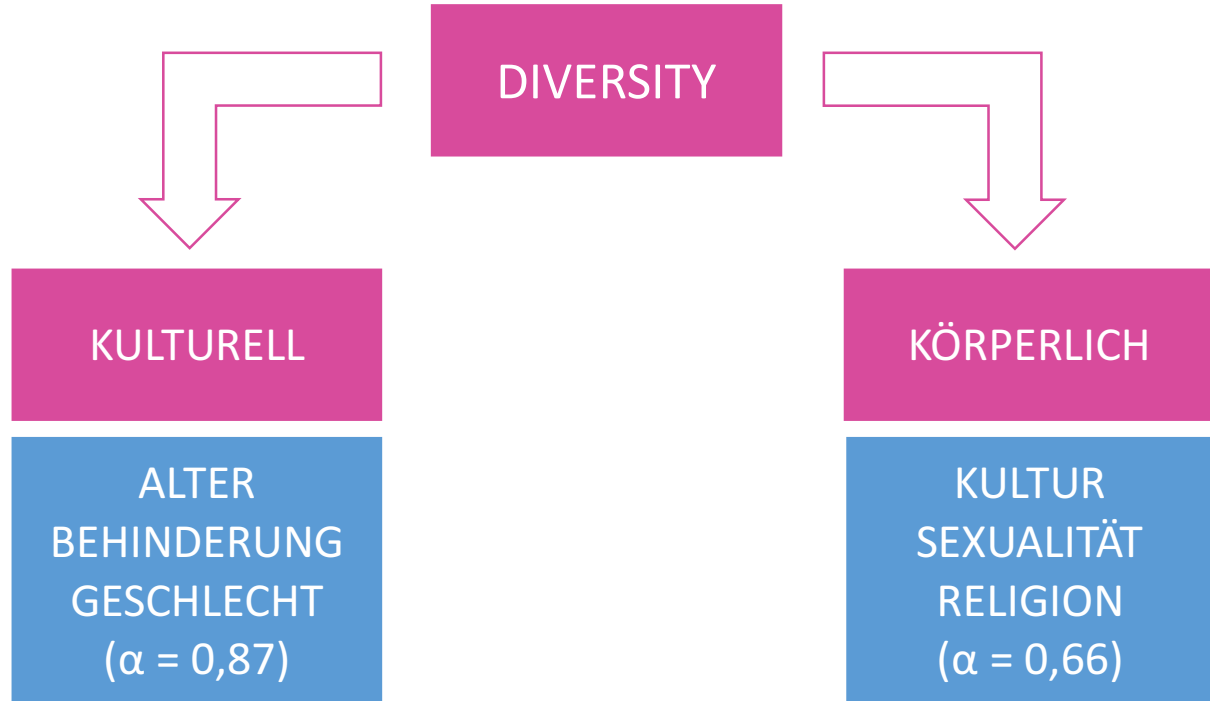 DIVERSITY
KULTURELL
KÖRPERLICH
ALTER
BEHINDERUNG
GESCHLECHT
(α = 0,87)
KULTUR
SEXUALITÄT
RELIGION
(α = 0,66)